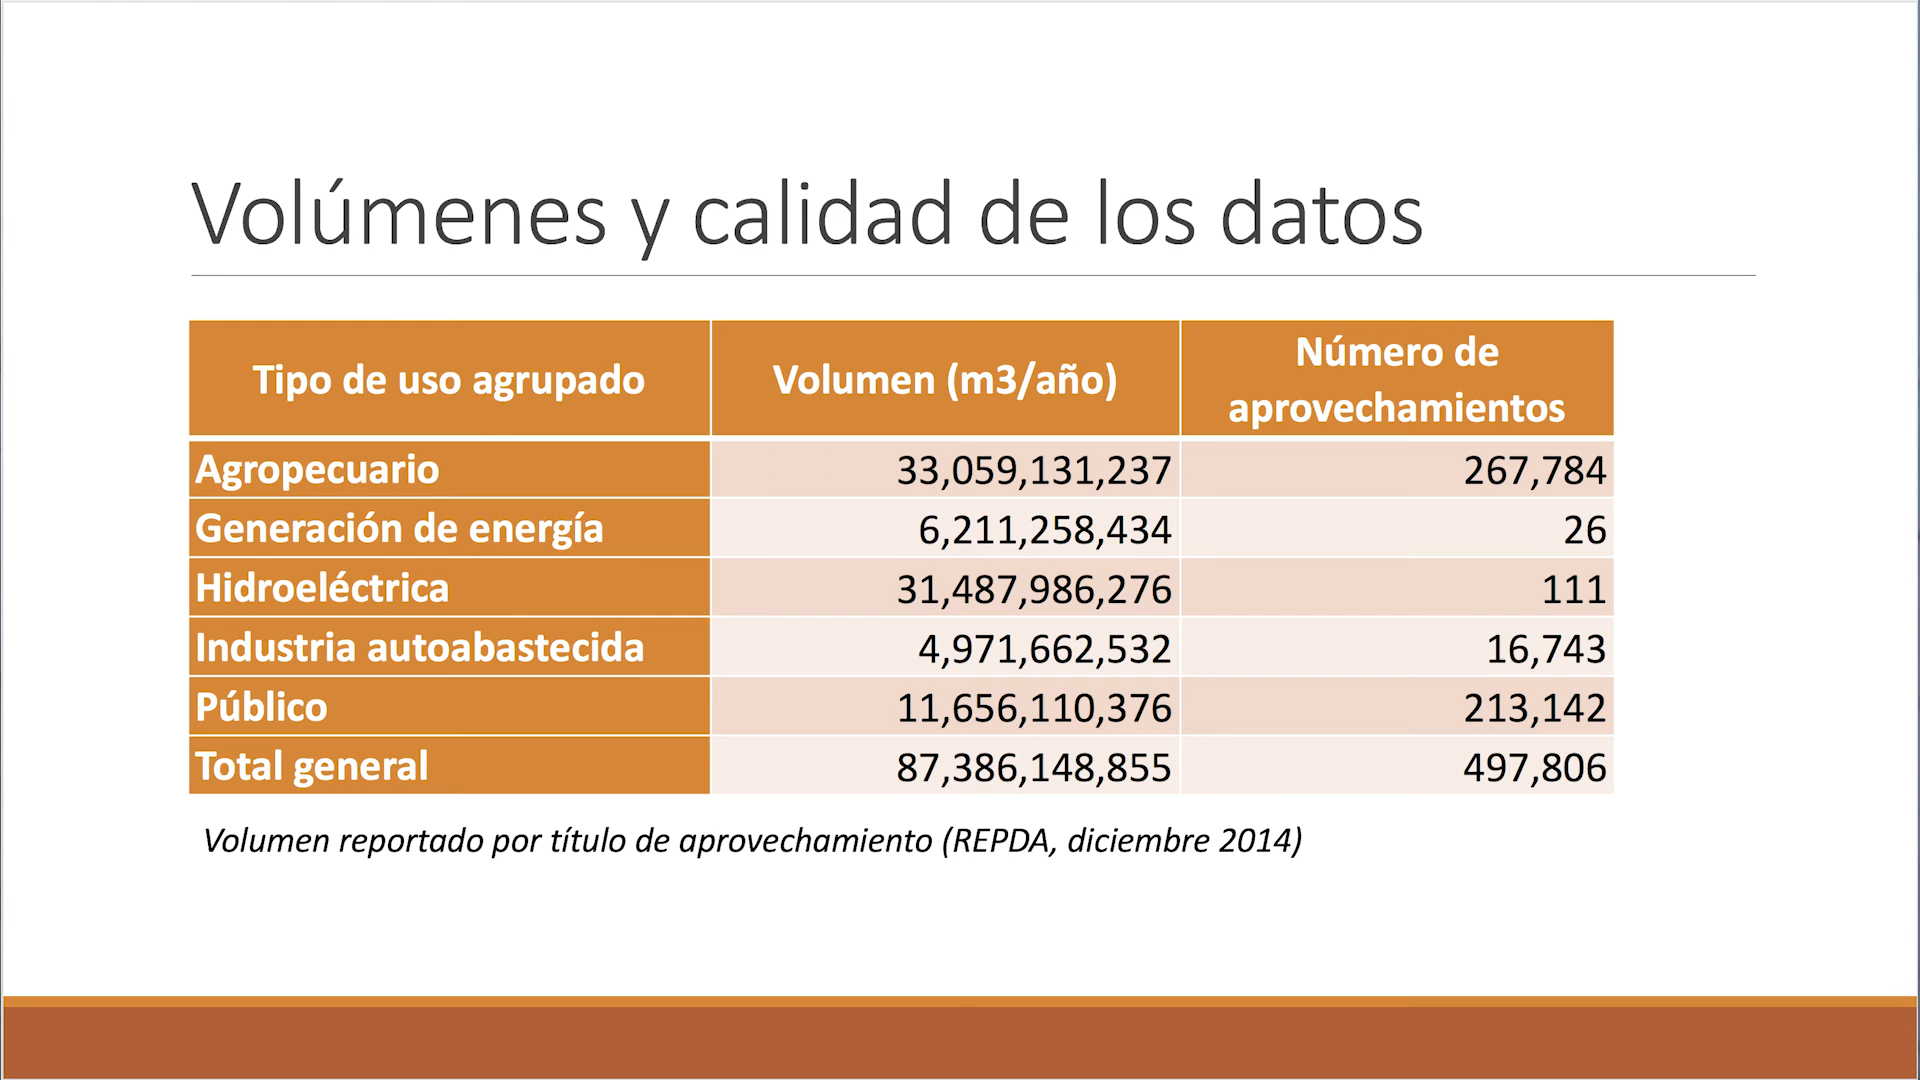 Volúmenes y calidad de los datos
Tipo de uso agrupado Volumen (m3/año) Número de aprovechamientos
Agropecuario 33,059,131,237 267,784
Generación de energía 6,211,258,434 26
Hidroeléctrica 31,487,986,276 111
Industria autoabastecida 4,971,662,532 16,743
Público 11,656,110,376 213,142
Total general 87,386,148,855 497,806
Volumen reportado por título de aprovechamiento (REPDA, diciembre 2014)